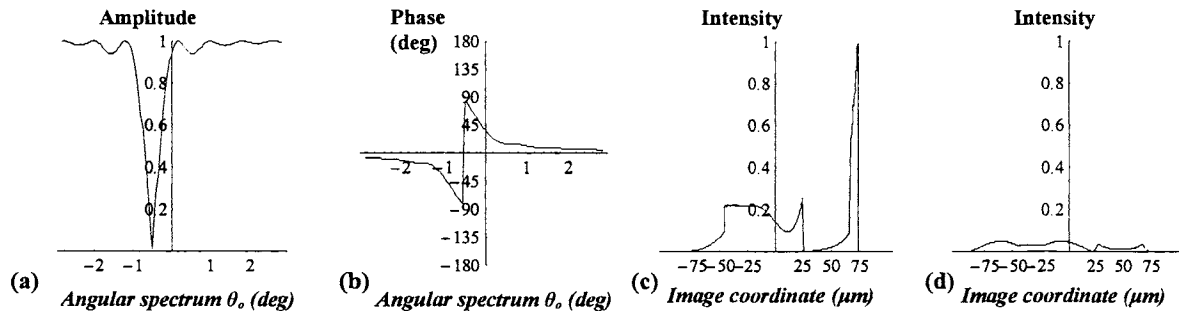 Amplitude
1
0.8
0.6
0.4
0.2
-2 -1 1 2
(a)
Angular spectrum θo (deg)
Phase
(deg)
180
135
90
45
-2 -1 1 2
-45
-90
-135
-180
(b)
Angular spectrum θo (deg)
Intensity
1
0.8
0.6
0.4
0.2
-75 -50 -25 25 50 75
(c)
Image coordinate (μm)
Intensity
1
0.8
0.6
0.4
0.2
-75 -50 -25 25 50 75
(d)
Image coordinate (μm)